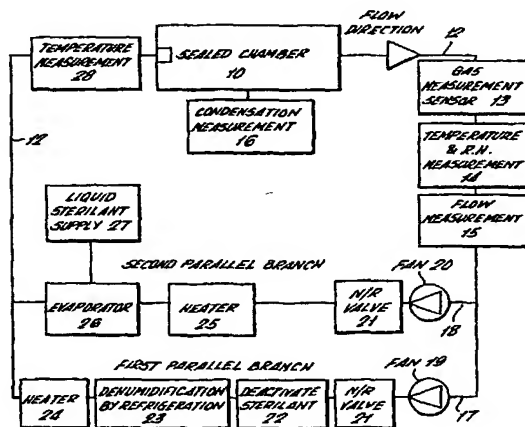 FLOW
DIRECTION
12
TEMPERATURE
MEASUREMENT
28
SEALED CHAMBER
10
GAS
MEASUREMENT
SENSOR 13
CONDENSATION
MEASUREMENT
16
TEMPERATURE
& R.H.
MEASUREMENT
14
12
LIQUID
STERILANT
SUPPLY 27
FLOW
MEASUREMENT
15
SECOND PARALLEL BRANCH
FAN 20
EVAPORATOR
26
HEATER
25
N/R
VALVE
21
18
FIRST PARALLEL BRANCH
FAN 19
HEATER
24
DEHUMIDIFICATION
BY REFRIGERATION
23
DEACTIVATE
STERILANT
22
N/R
VALVE
21
17